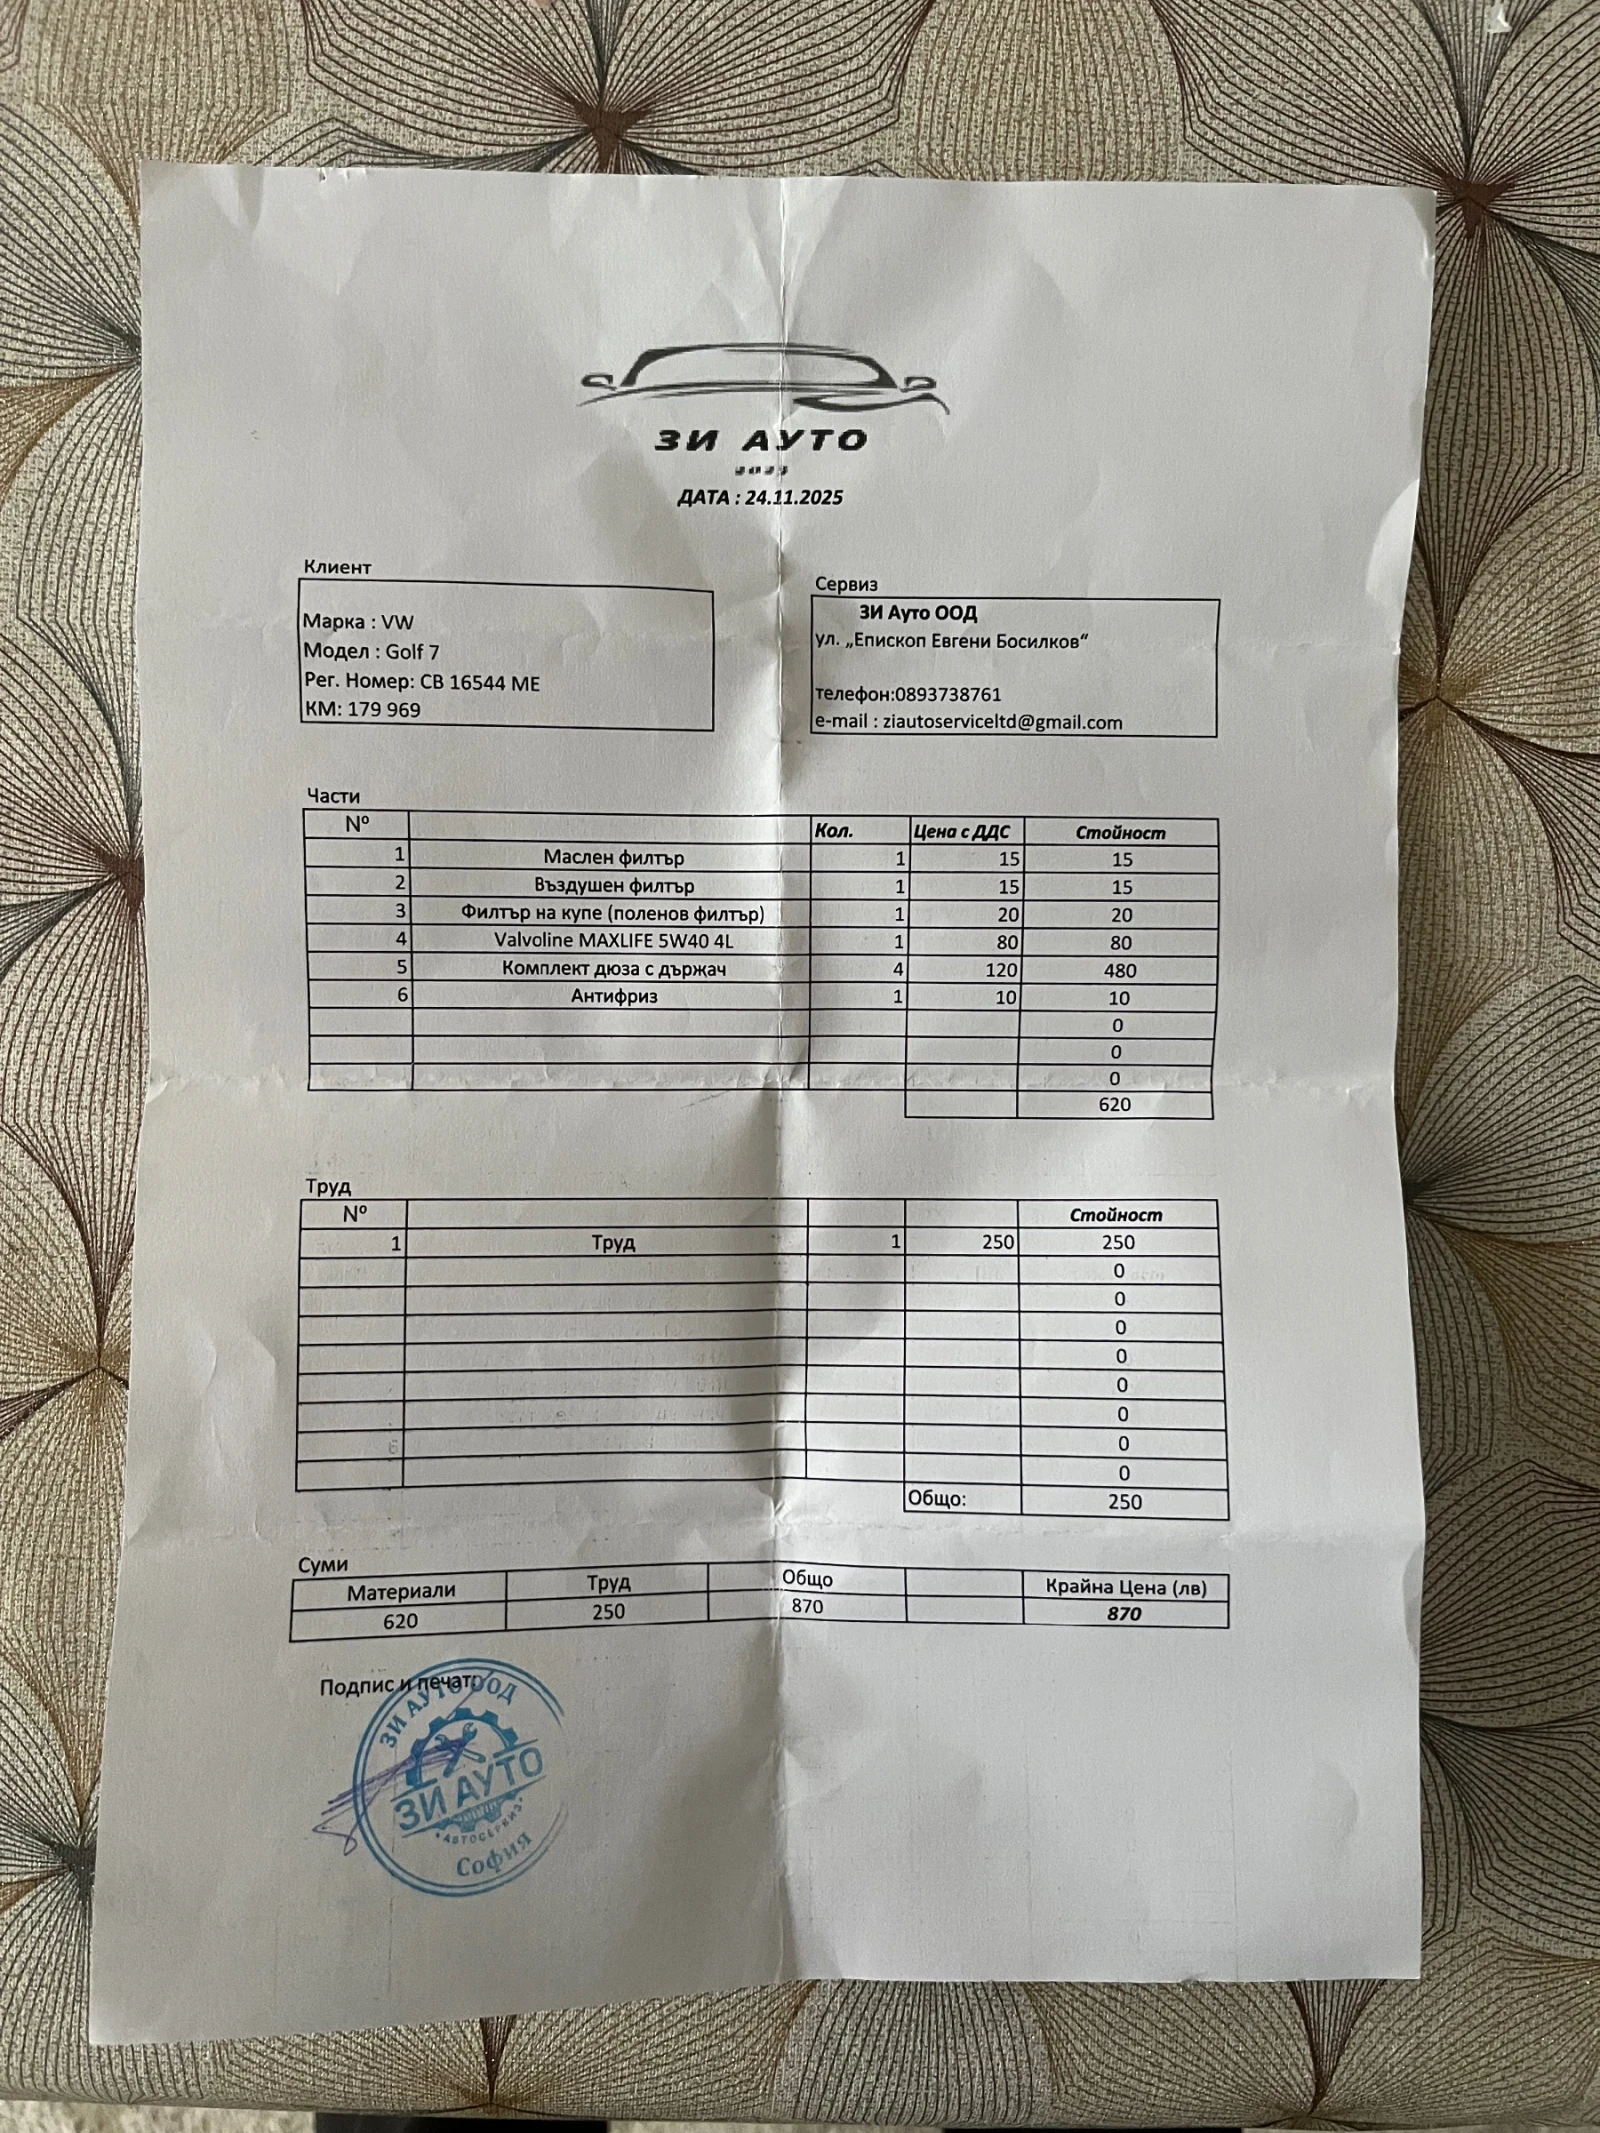 ЗИ АУТО
2023
ДАТА : 24.11.2025
Клиент
Марка : VW
Модел : Golf 7
Рег. Номер: СВ 16544 МЕ
КМ: 179 969
Сервиз
ЗИ Ауто ООД
ул. „Епископ Евгени Босилков“
телефон:0893738761
e-mail : ziautoserviceltd@gmail.com
Части
Nº Кол. Цена с ДДС Стойност
1 Маслен филтър 1 15 15
2 Въздушен филтър 1 15 15
3 Филтър на купе (поленов филтър) 1 20 20
4 Valvoline MAXLIFE 5W40 4L 1 80 80
5 Комплект дюза с държач 4 120 480
6 Антифриз 1 10 10
0
0
0
620
Труд
Nº Стойност
1 Труд 1 250 250
0
0
0
0
0
0
0
0
Общо: 250
Суми
Материали Труд Общо Крайна Цена (лв)
620 250 870 870
Подпис и печат:
ЗИ АУТО ООД
ЗИ АУТО
АВТОСЕРВИЗ
София